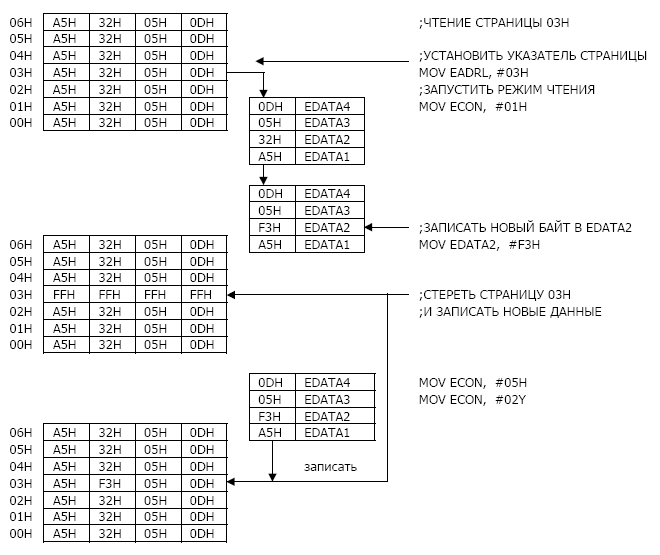 06H A5H 32H 05H 0DH ;ЧТЕНИЕ СТРАНИЦЫ 03H
05H A5H 32H 05H 0DH
04H A5H 32H 05H 0DH ;УСТАНОВИТЬ УКАЗАТЕЛЬ СТРАНИЦЫ
03H A5H 32H 05H 0DH MOV EADRL, #03H
02H A5H 32H 05H 0DH ;ЗАПУСТИТЬ РЕЖИМ ЧТЕНИЯ
01H A5H 32H 05H 0DH 0DH EDATA4 MOV ECON, #01H
00H A5H 32H 05H 0DH 05H EDATA3
32H EDATA2
A5H EDATA1
0DH EDATA4
05H EDATA3
F3H EDATA2 ;ЗАПИСАТЬ НОВЫЙ БАЙТ В EDATA2
06H A5H 32H 05H 0DH A5H EDATA1 MOV EDATA2, #F3H
05H A5H 32H 05H 0DH
04H A5H 32H 05H 0DH
03H FFH FFH FFH FFH ;СТЕРЕТЬ СТРАНИЦУ 03H
02H A5H 32H 05H 0DH ;И ЗАПИСАТЬ НОВЫЕ ДАННЫЕ
01H A5H 32H 05H 0DH
00H A5H 32H 05H 0DH
0DH EDATA4 MOV ECON, #05H
05H EDATA3 MOV ECON, #02Y
F3H EDATA2
06H A5H 32H 05H 0DH A5H EDATA1
05H A5H 32H 05H 0DH
04H A5H 32H 05H 0DH записать
03H A5H F3H 05H 0DH
02H A5H 32H 05H 0DH
01H A5H 32H 05H 0DH
00H A5H 32H 05H 0DH